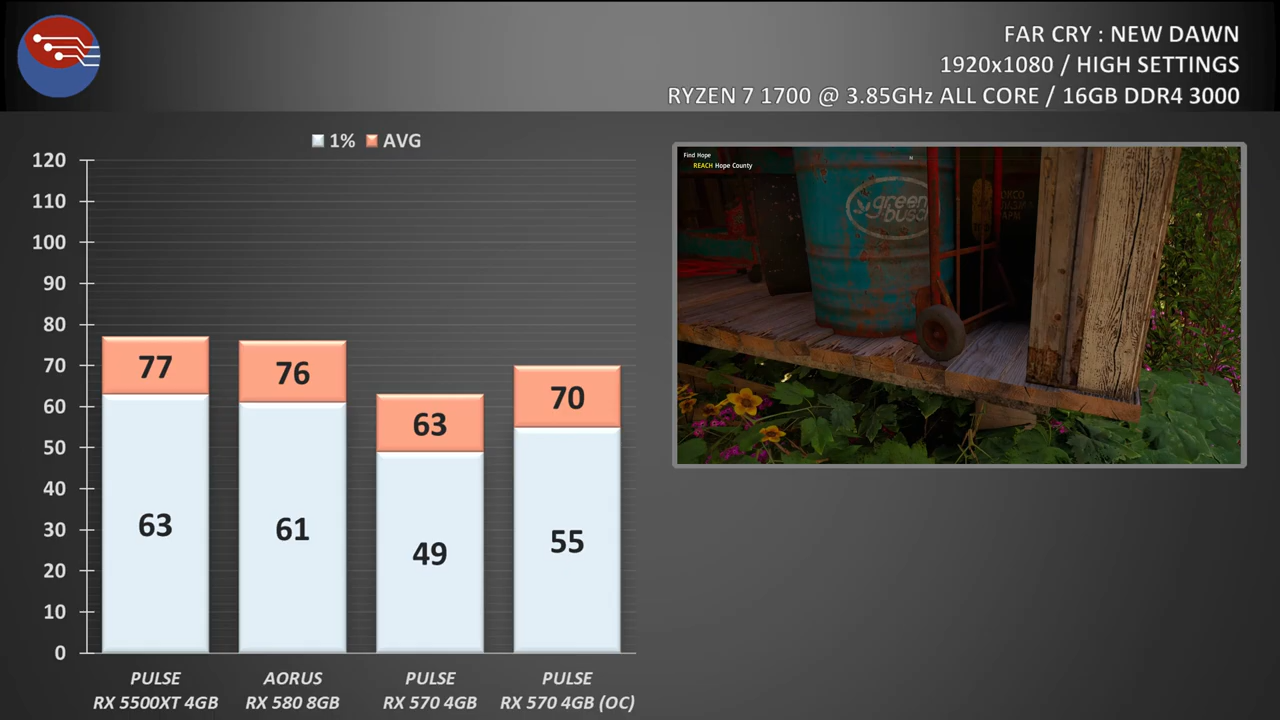 FAR CRY : NEW DAWN
1920x1080 / HIGH SETTINGS
RYZEN 7 1700 @ 3.85GHz ALL CORE / 16GB DDR4 3000
1% AVG
120
110
100
90
80
70
60
50
40
30
20
10
0
77
76
63
70
63
61
49
55
PULSE
RX 5500XT 4GB
AORUS
RX 580 8GB
PULSE
RX 570 4GB
PULSE
RX 570 4GB (OC)
Find Hope
REACH Hope County
N
green